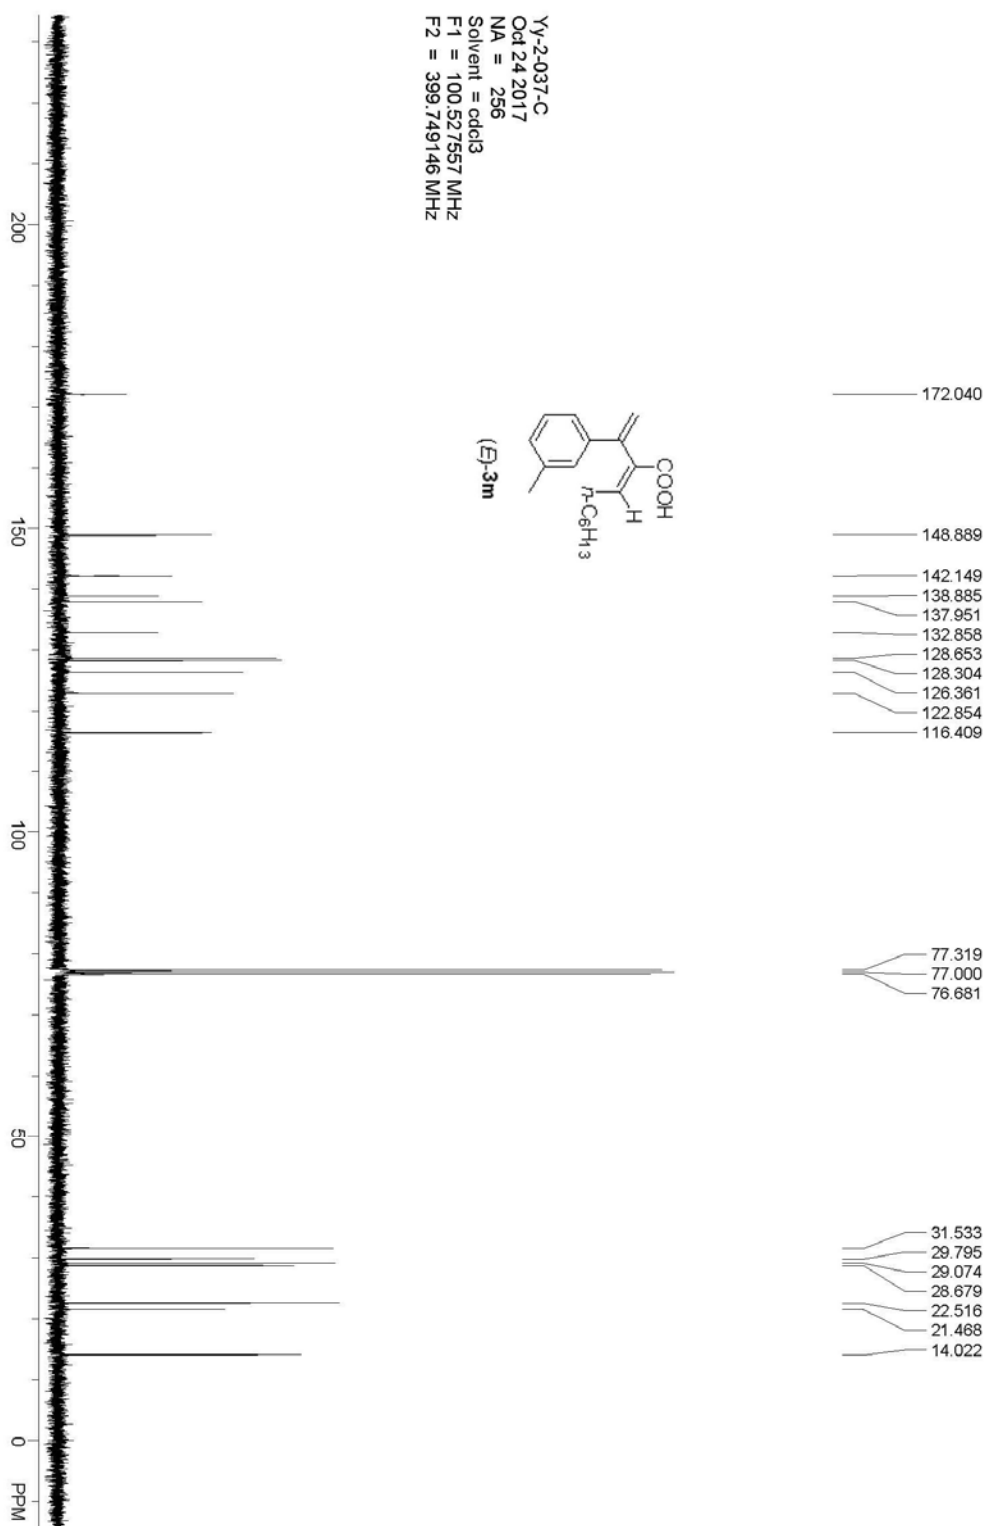 Yy-2-037-C
Oct 24 2017
NA = 256
Solvent = cdcl3
F1 = 100.527557 MHz
F2 = 399.749146 MHz
COOH
H
n-C6H13
(E)-3m
172.040
148.889
142.149
138.885
137.951
132.858
128.653
128.304
126.361
122.854
116.409
77.319
77.000
76.681
31.533
29.795
29.074
28.679
22.516
21.468
14.022
200
150
100
50
0
PPM